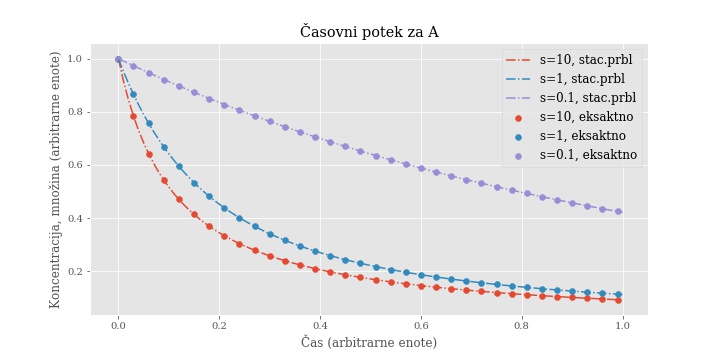 Časovni potek za A
Koncentracija, množina (arbitrarne enote)
1.0
0.8
0.6
0.4
0.2
s=10, stac.prbl
s=1, stac.prbl
s=0.1, stac.prbl
s=10, eksaktno
s=1, eksaktno
s=0.1, eksaktno
0.0 0.2 0.4 0.6 0.8 1.0
Čas (arbitrarne enote)